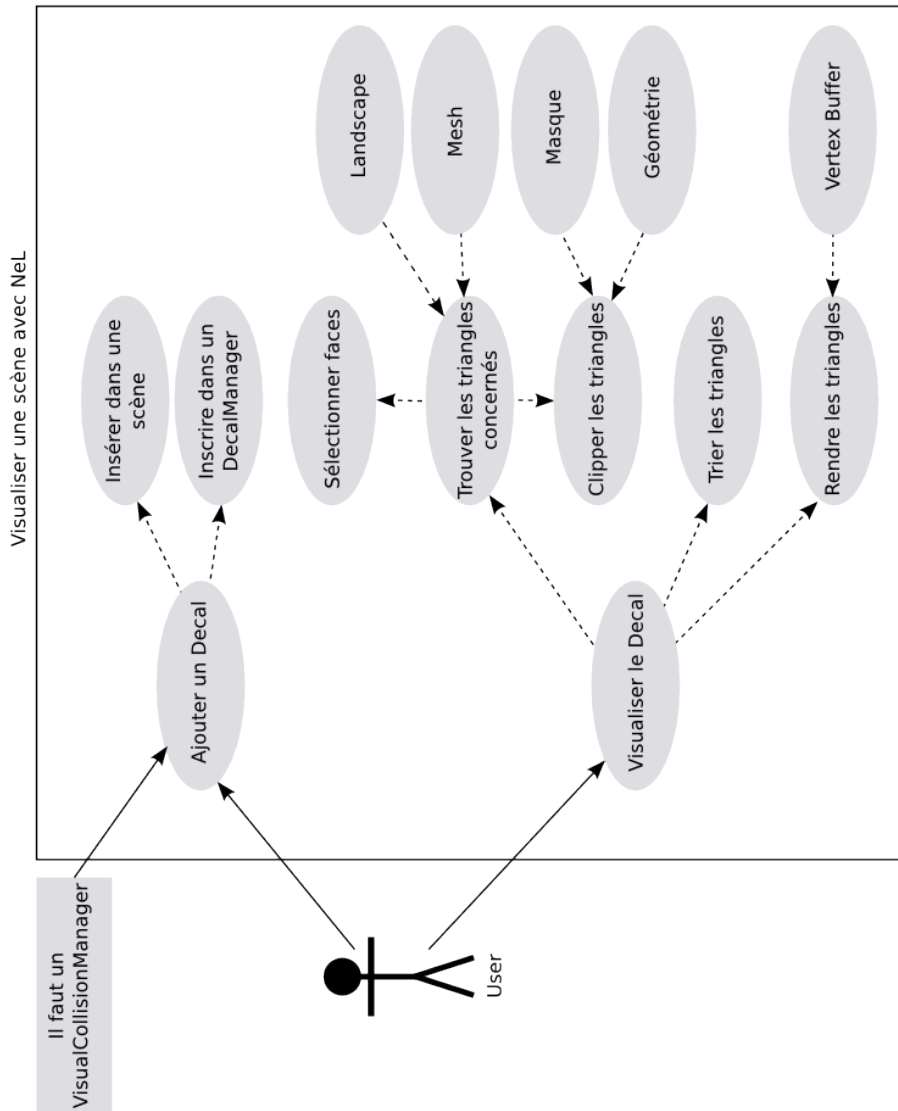 Visualiser une scène avec NeL
Il faut un
VisualCollisionManager
User
Ajouter un Decal
Visualiser le Decal
Insérer dans une
scène
Inscrire dans un
DecalManager
Sélectionner faces
Trouver les triangles
concernés
Clipper les triangles
Trier les triangles
Rendre les triangles
Landscape
Mesh
Masque
Géométrie
Vertex Buffer